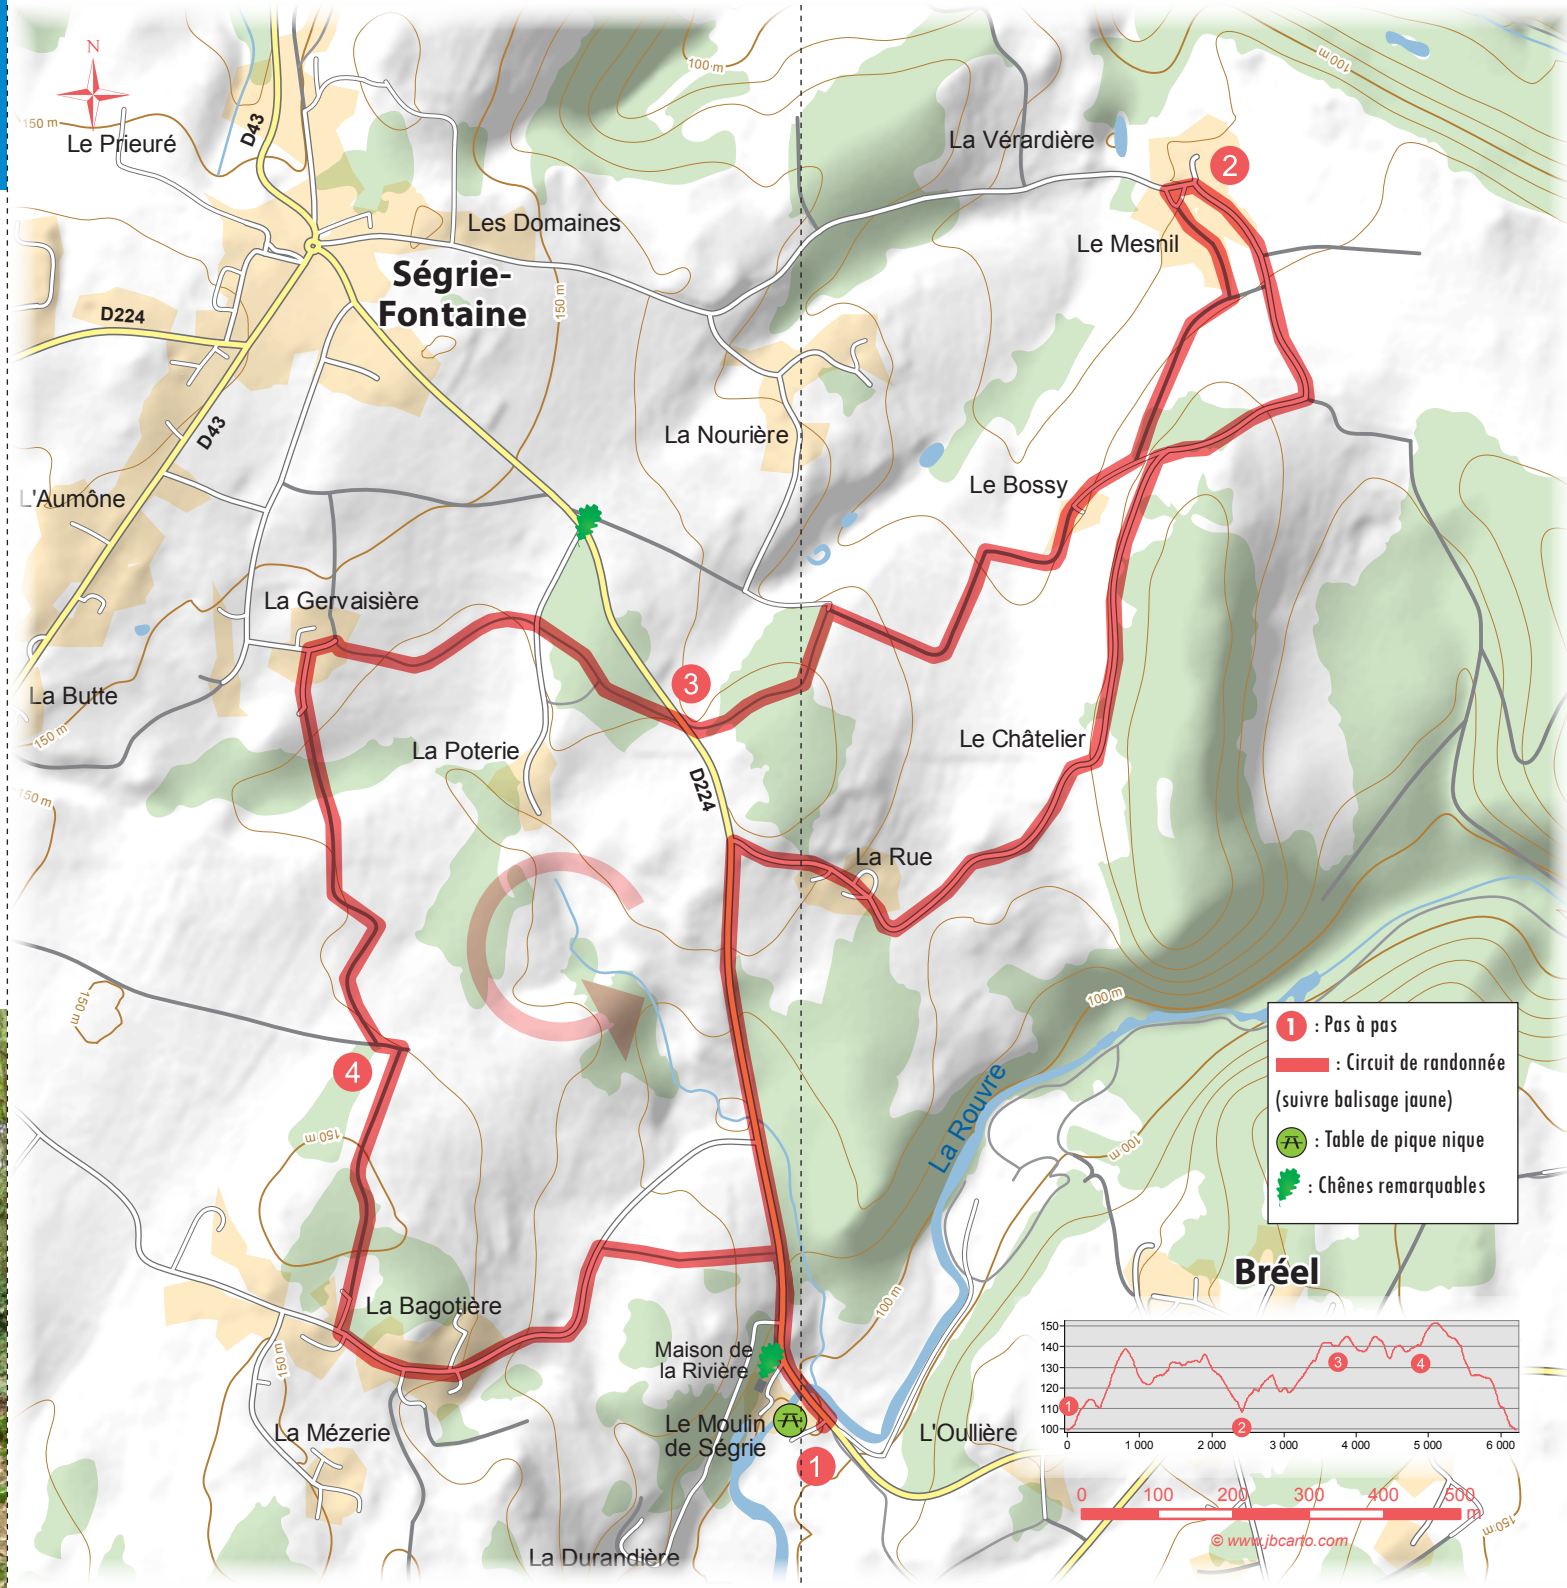 N
100 m
100 m
150 m
Le Prieuré
D43
La Vérardière
2
Les Domaines
Le Mesnil
Ségrie-
Fontaine
150 m
D224
D43
La Nourière
L'Aumône
Le Bossy
La Gervaisière
La Butte
3
150 m
La Poterie
Le Châtelier
D224
150 m
La Rue
150 m
100 m
4
La Rouvre
150 m
100 m
1 : Pas à pas
: Circuit de randonnée
(suivre balisage jaune)
: Table de pique nique
: Chênes remarquables
Bréel
La Bagotière
100 m
150 m
Maison de
la Rivière
Le Moulin
de Ségrie
La Mézerie
L'Oullière
1
La Durandière
150
140
130
120
110
100
1
2
3
4
0 1 000 2 000 3 000 4 000 5 000 6 000
0 100 200 300 400 500
m
150 m
© www.jbcarto.com